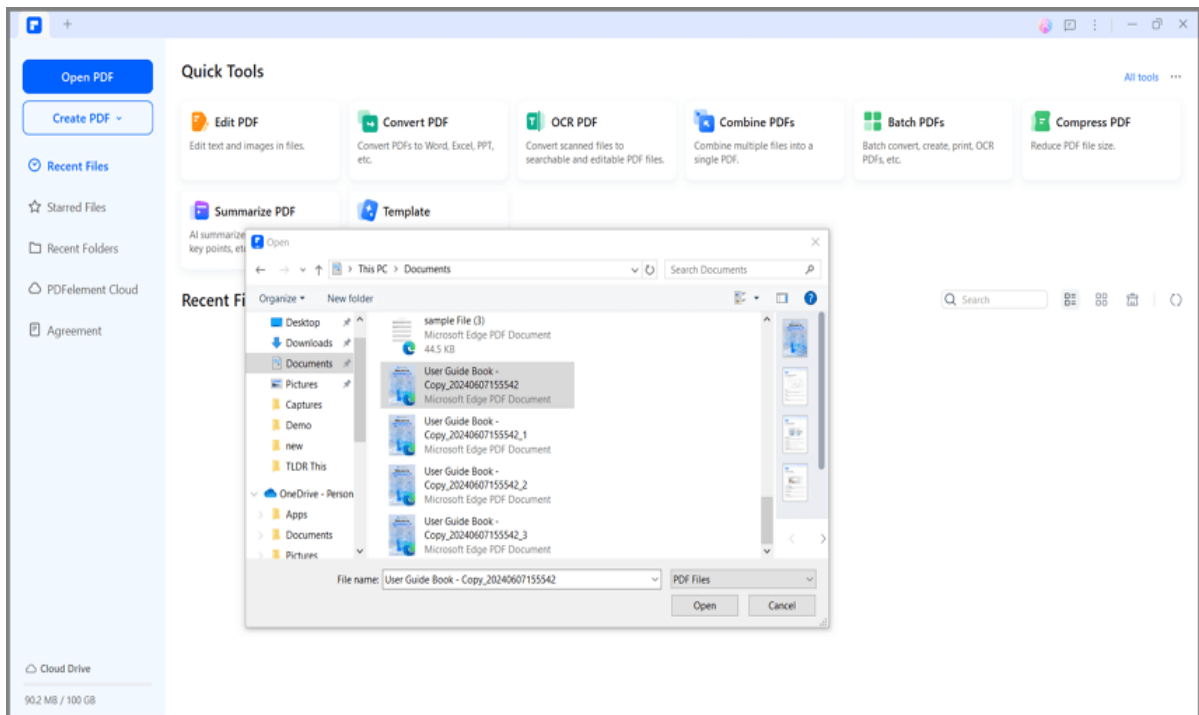 Open PDF
Create PDF
Recent Files
Starred Files
Recent Folders
PDFelement Cloud
Agreement
Cloud Drive
90.2 MB / 100 GB
Quick Tools
All tools
Edit PDF
Edit text and images in files.
Convert PDF
Convert PDFs to Word, Excel, PPT,
etc.
OCR PDF
Convert scanned files to
searchable and editable PDF files.
Combine PDFs
Combine multiple files into a
single PDF.
Batch PDFs
Batch convert, create, print, OCR
PDFs, etc.
Compress PDF
Reduce PDF file size.
Summarize PDF
AI summarize
key points, et
Template
Recent Fi
Search
Open
This PC > Documents
Search Documents
Organize
New folder
Desktop
Downloads
Documents
Pictures
Captures
Demo
new
TLDR This
OneDrive - Person
Apps
Documents
Pictures
sample File (3)
Microsoft Edge PDF Document
44.5 KB
User Guide Book -
Copy_20240607155542
Microsoft Edge PDF Document
User Guide Book -
Copy_20240607155542_1
Microsoft Edge PDF Document
User Guide Book -
Copy_20240607155542_2
Microsoft Edge PDF Document
User Guide Book -
Copy_20240607155542_3
Microsoft Edge PDF Document
File name: User Guide Book - Copy_20240607155542
PDF Files
Open
Cancel